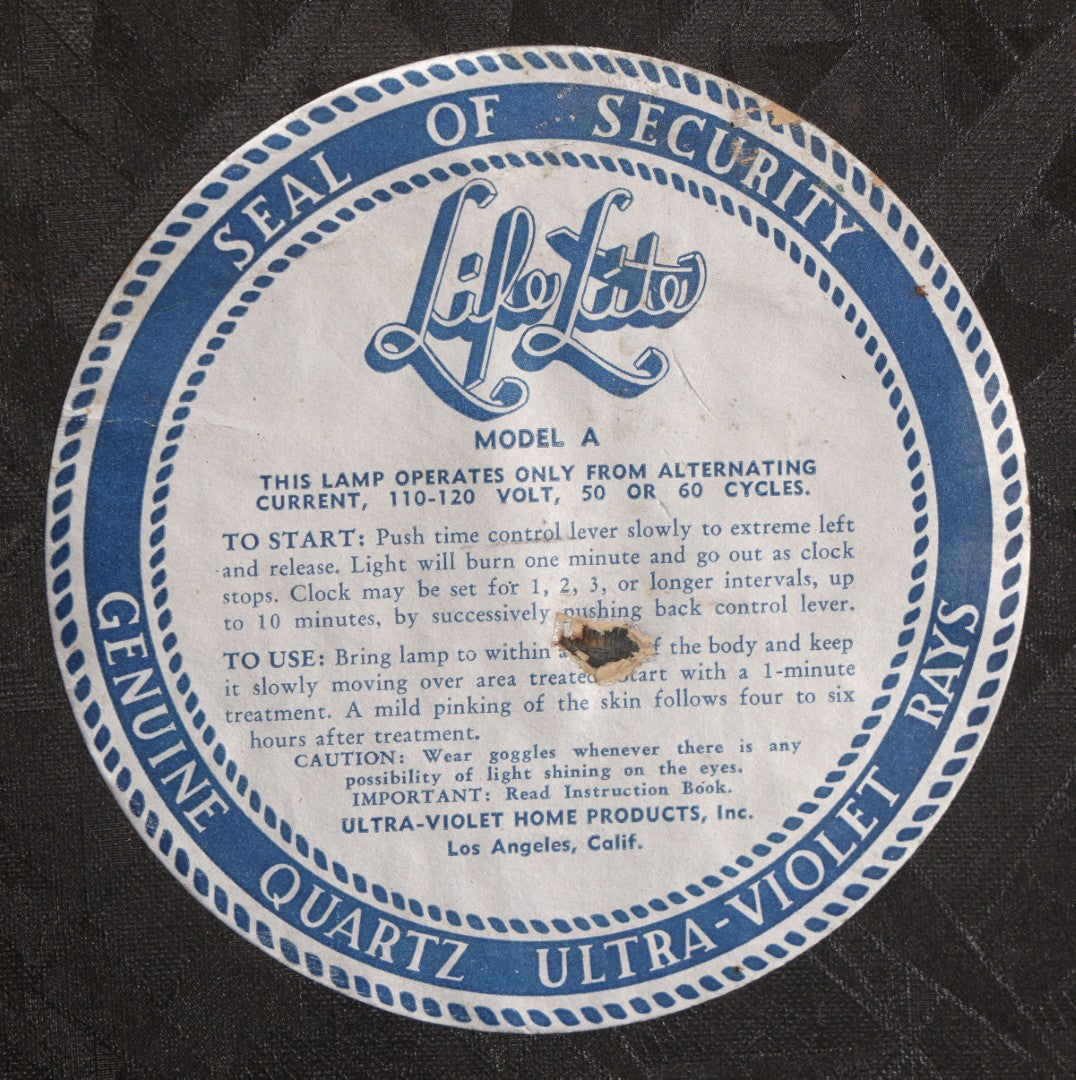 SEAL OF SECURITY
Life Lite
MODEL A
THIS LAMP OPERATES ONLY FROM ALTERNATING
CURRENT, 110-120 VOLT, 50 OR 60 CYCLES.
TO START: Push time control lever slowly to extreme left
and release. Light will burn one minute and go out as clock
stops. Clock may be set for 1, 2, 3, or longer intervals, up
to 10 minutes, by successively pushing back control lever.
TO USE: Bring lamp to within of the body and keep
it slowly moving over area treated. Start with a 1-minute
treatment. A mild pinking of the skin follows four to six
hours after treatment.
CAUTION: Wear goggles whenever there is any
possibility of light shining on the eyes.
IMPORTANT: Read Instruction Book.
ULTRA-VIOLET HOME PRODUCTS, Inc.
Los Angeles, Calif.
GENUINE QUARTZ ULTRA-VIOLET RAYS